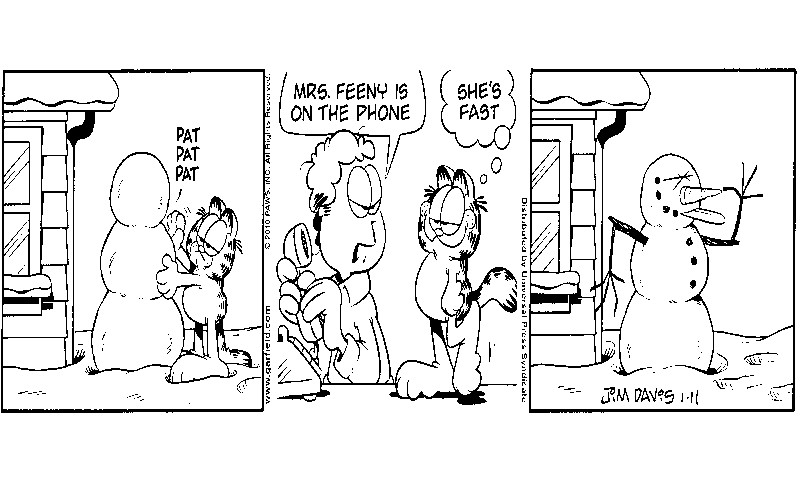 PAT
PAT
PAT
© 2010 PAWS, INC. All Rights Reserved.
www.garfield.com
MRS. FEENY IS
ON THE PHONE
SHE'S
FAST
Distributed by Universal Press Syndicate
JIM DAVIS 1·11